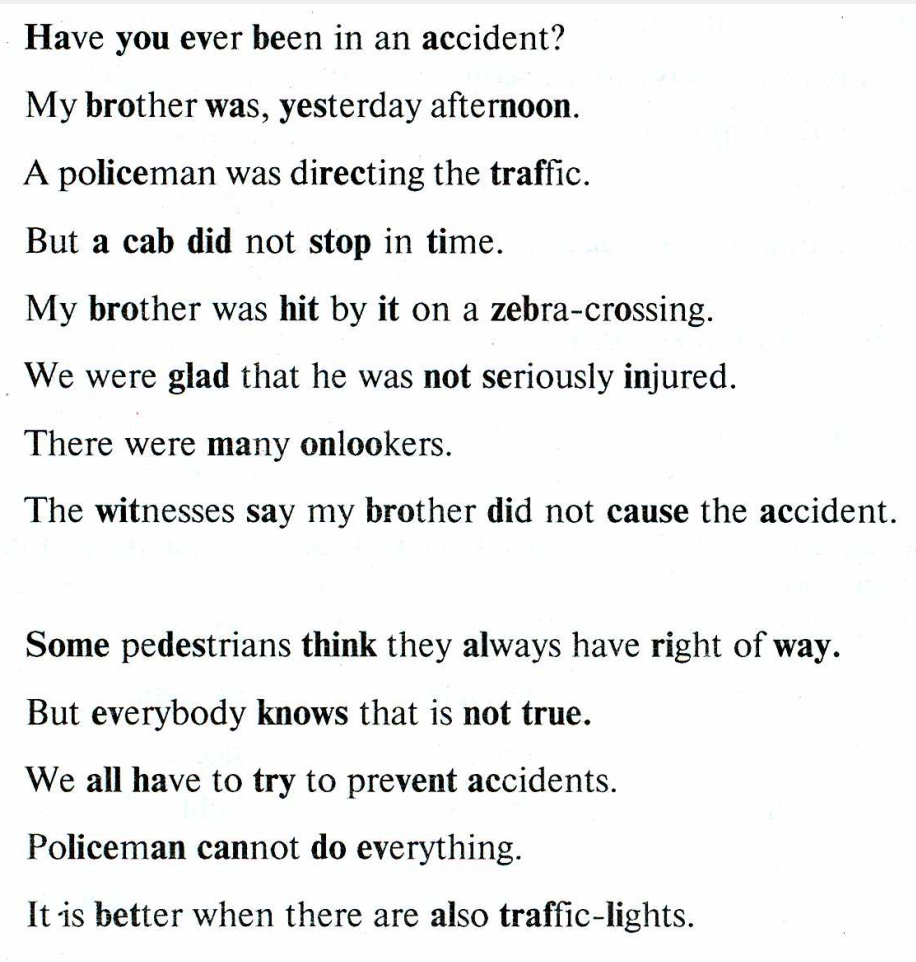 Have you ever been in an accident?
My brother was, yesterday afternoon.
A policeman was directing the traffic.
But a cab did not stop in time.
My brother was hit by it on a zebra-crossing.
We were glad that he was not seriously injured.
There were many onlookers.
The witnesses say my brother did not cause the accident.
Some pedestrians think they always have right of way.
But everybody knows that is not true.
We all have to try to prevent accidents.
Policeman cannot do everything.
It is better when there are also traffic-lights.